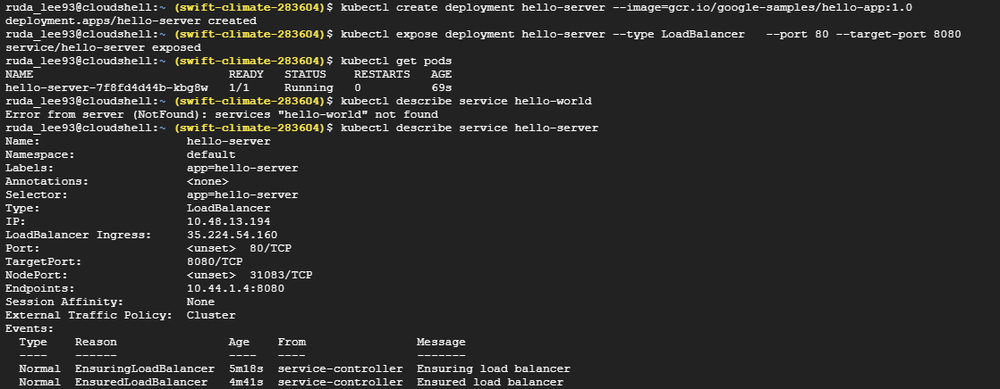 ruda_lee93@cloudshell:~ (swift-climate-283604)$ kubectl create deployment hello-server --image=gcr.io/google-samples/hello-app:1.0
deployment.apps/hello-server created
ruda_lee93@cloudshell:~ (swift-climate-283604)$ kubectl expose deployment hello-server --type LoadBalancer   --port 80 --target-port 8080
service/hello-server exposed
ruda_lee93@cloudshell:~ (swift-climate-283604)$ kubectl get pods
NAME                            READY   STATUS    RESTARTS   AGE
hello-server-7f8fd4d44b-kbg8w   1/1     Running   0          69s
ruda_lee93@cloudshell:~ (swift-climate-283604)$ kubectl describe service hello-world
Error from server (NotFound): services "hello-world" not found
ruda_lee93@cloudshell:~ (swift-climate-283604)$ kubectl describe service hello-server
Name:                     hello-server
Namespace:                default
Labels:                   app=hello-server
Annotations:              <none>
Selector:                 app=hello-server
Type:                     LoadBalancer
IP:                       10.48.13.194
LoadBalancer Ingress:     35.224.54.160
Port:                     <unset>  80/TCP
TargetPort:               8080/TCP
NodePort:                 <unset>  31083/TCP
Endpoints:                10.44.1.4:8080
Session Affinity:         None
External Traffic Policy:  Cluster
Events:
  Type    Reason                Age    From                Message
  ----    ------                ----   ----                -------
  Normal  EnsuringLoadBalancer  5m18s  service-controller  Ensuring load balancer
  Normal  EnsuredLoadBalancer   4m41s  service-controller  Ensured load balancer